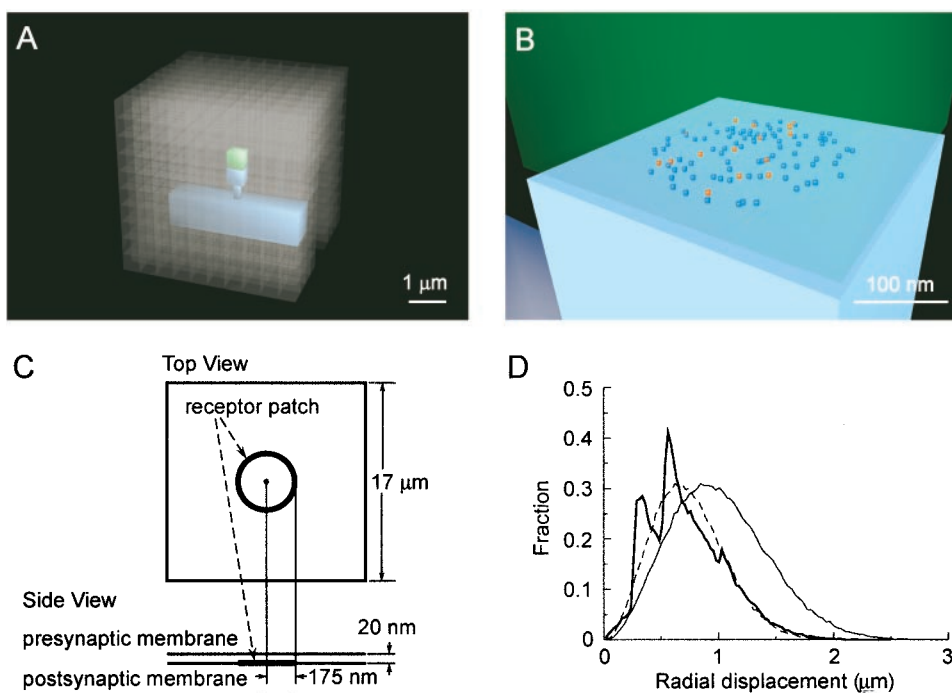 A
1 μm
B
100 nm
C
Top View
receptor patch
17 μm
Side View
presynaptic membrane
20 nm
postsynaptic membrane
175 nm
D
0.5
0.4
0.3
0.2
0.1
0
Fraction
0 1 2 3
Radial displacement (μm)